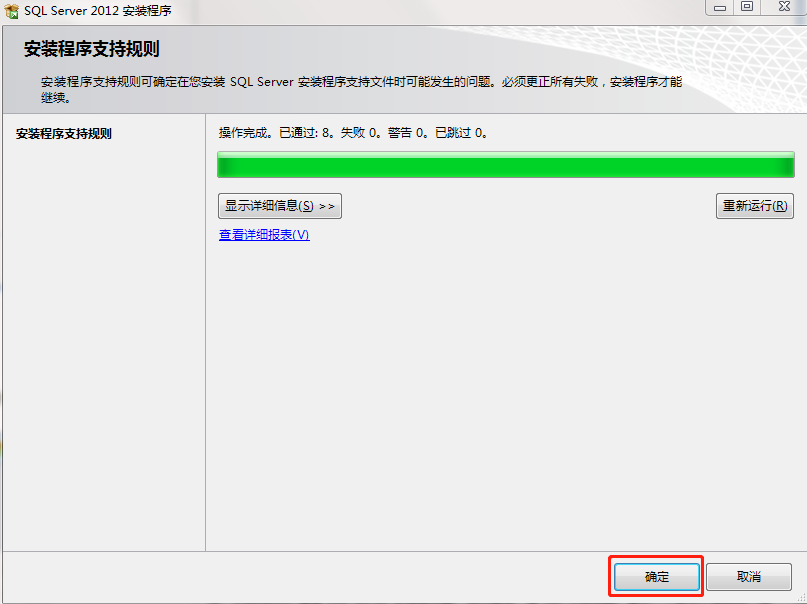 SQL Server 2012 安装程序
安装程序支持规则
安装程序支持规则可确定在您安装 SQL Server 安装程序支持文件时可能发生的问题。必须更正所有失败，安装程序才能
继续。
安装程序支持规则
操作完成。已通过: 8。失败 0。警告 0。已跳过 0。
显示详细信息(S) >>
重新运行(R)
查看详细报表(V)
确定
取消